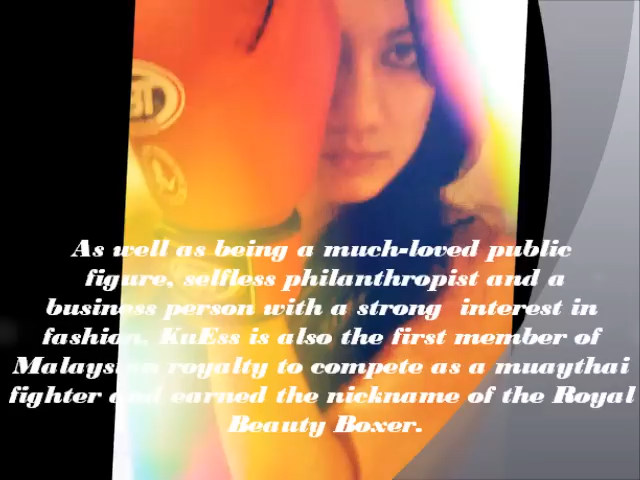 As well as being a much-loved public
figure, selfless philanthropist and a
business person with a strong interest in
fashion, KuEss is also the first member of
Malaysian royalty to compete as a muaythai
fighter and earned the nickname of the Royal
Beauty Boxer.